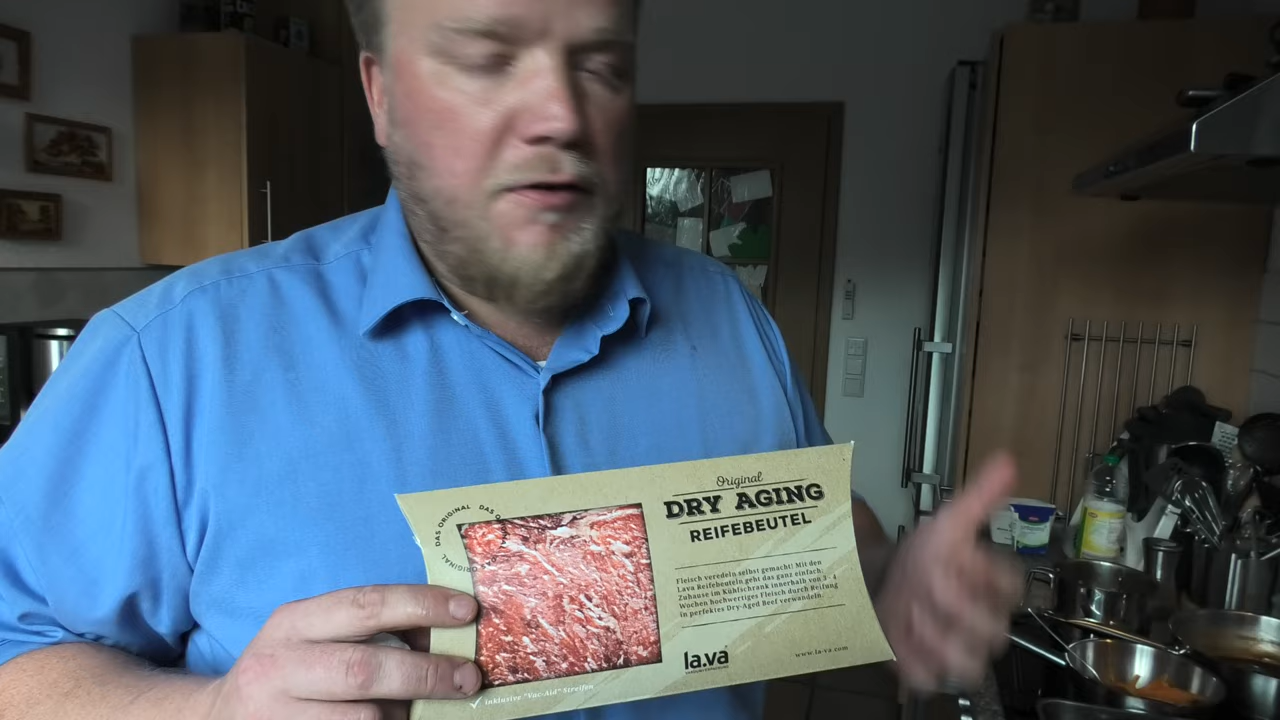 DAS ORIGINAL DAS O
ORIGINAL
Original
DRY AGING
REIFEBEUTEL
Fleisch veredeln selbst gemacht! Mit den
Lava Reifebeuteln geht das ganz einfach:
Zuhause im Kühlschrank innerhalb von 3 - 4
Wochen hochwertiges Fleisch durch Reifung
in perfektes Dry-Aged Beef verwandeln.
la.va
www.la-va.com
inklusive "Vac-Aid" Streifen